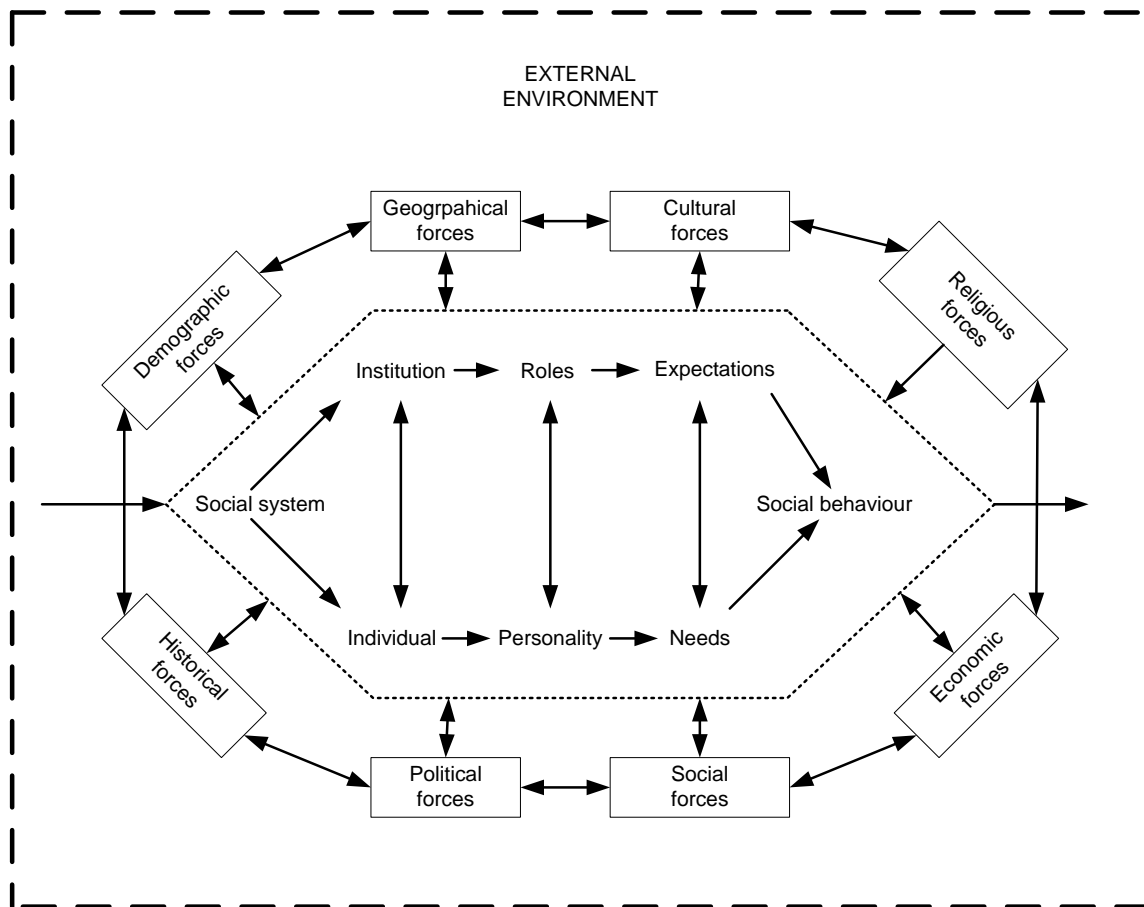 EXTERNAL
ENVIRONMENT
Geogrpahical
forces
Cultural
forces
Demographic
forces
Religious
forces
Institution
Roles
Expectations
Social system
Social behaviour
Individual
Personality
Needs
Historical
forces
Economic
forces
Political
forces
Social
forces